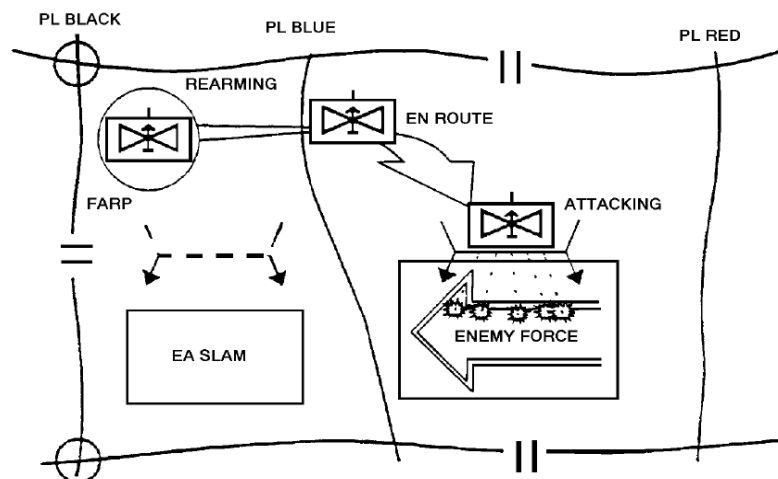 PL BLACK
PL BLUE
PL RED
REARMING
EN ROUTE
FARP
ATTACKING
ENEMY FORCE
EA SLAM